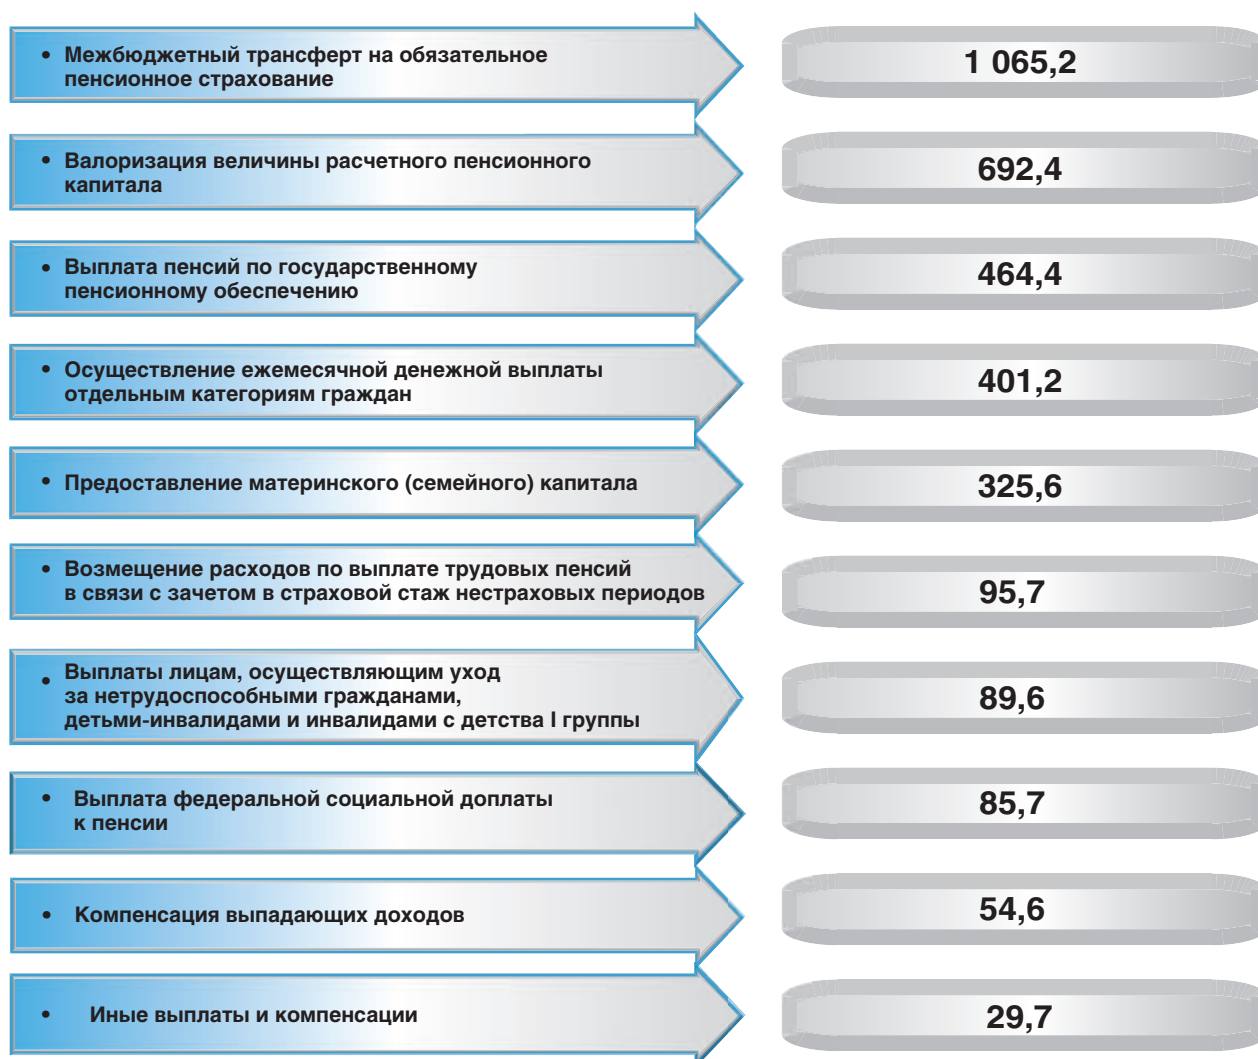 • Межбюджетный трансферт на обязательное
пенсионное страхование
1 065,2
• Валоризация величины расчетного пенсионного
капитала
692,4
• Выплата пенсий по государственному
пенсионному обеспечению
464,4
• Осуществление ежемесячной денежной выплаты
отдельным категориям граждан
401,2
• Предоставление материнского (семейного) капитала
325,6
• Возмещение расходов по выплате трудовых пенсий
в связи с зачетом в страховой стаж нестраховых периодов
95,7
• Выплаты лицам, осуществляющим уход
за нетрудоспособными гражданами,
детьми-инвалидами и инвалидами с детства I группы
89,6
• Выплата федеральной социальной доплаты
к пенсии
85,7
• Компенсация выпадающих доходов
54,6
• Иные выплаты и компенсации
29,7